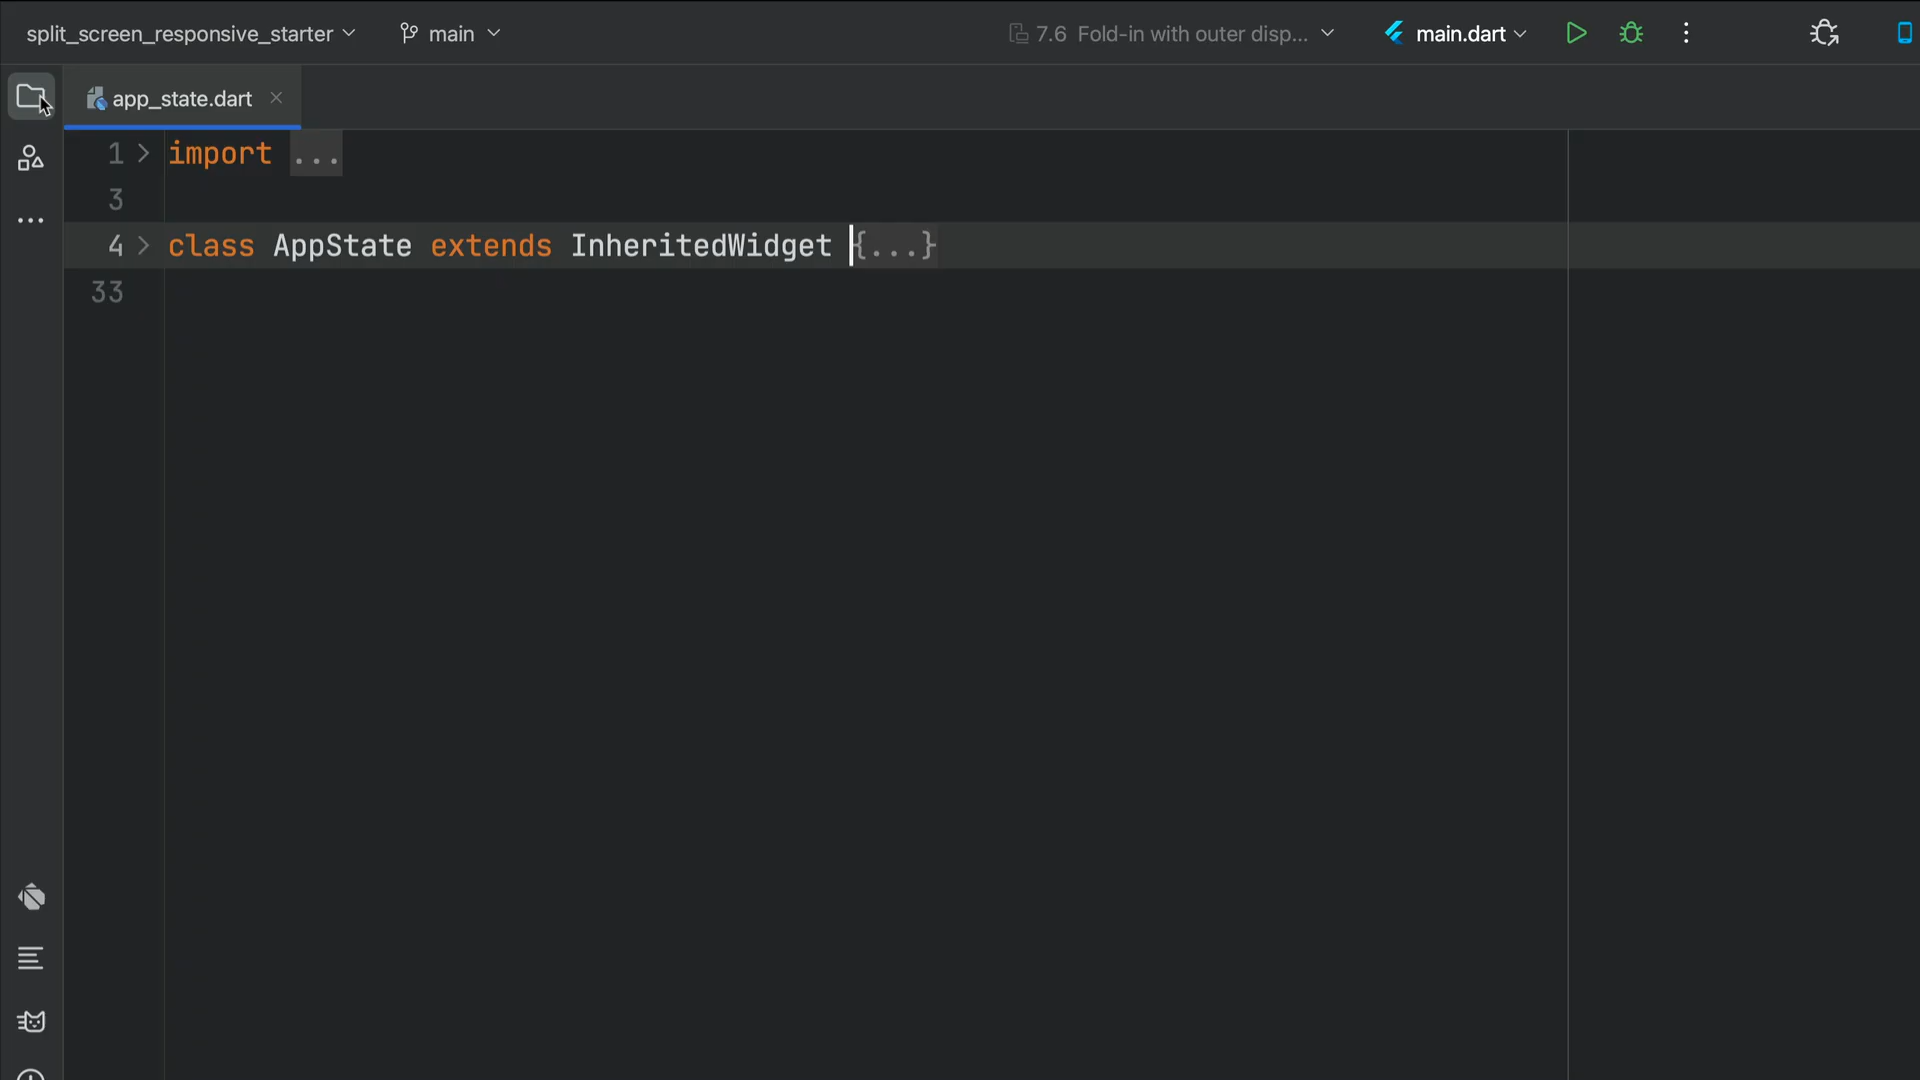 split_screen_responsive_starter main 7.6 Fold-in with outer disp... main.dart
app_state.dart
1 import ...
3
4 class AppState extends InheritedWidget {...}
33